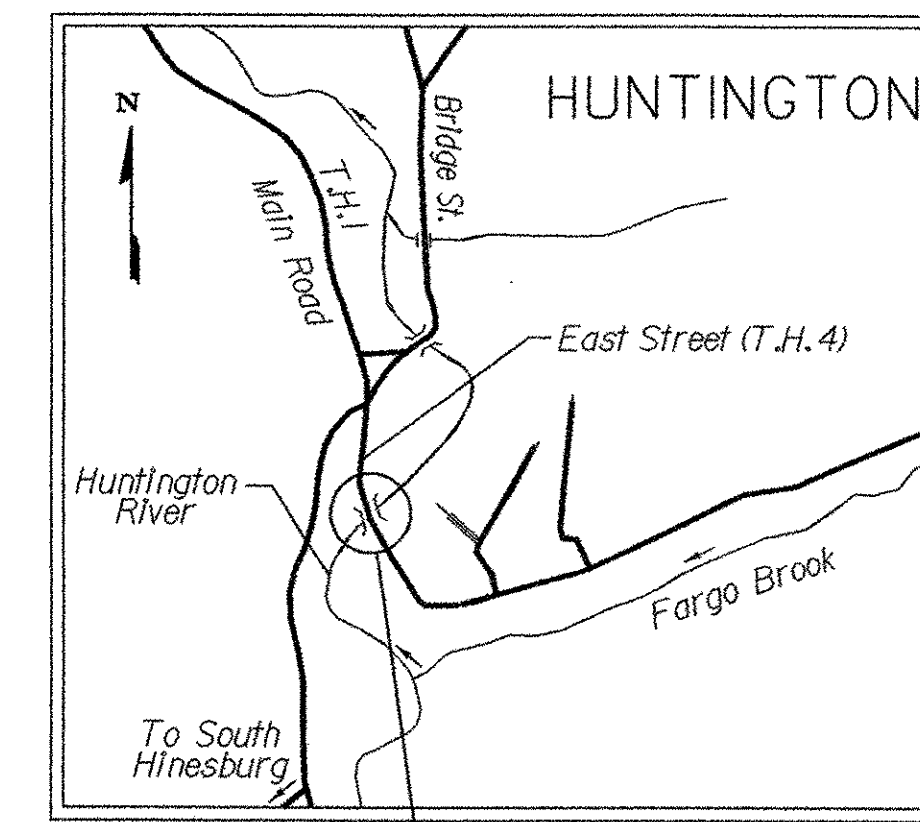 HUNTINGTON
N
Bridge St.
T.H.1
Main Road
East Street (T.H.4)
Huntington
River
Fargo Brook
To South
Hinesburg